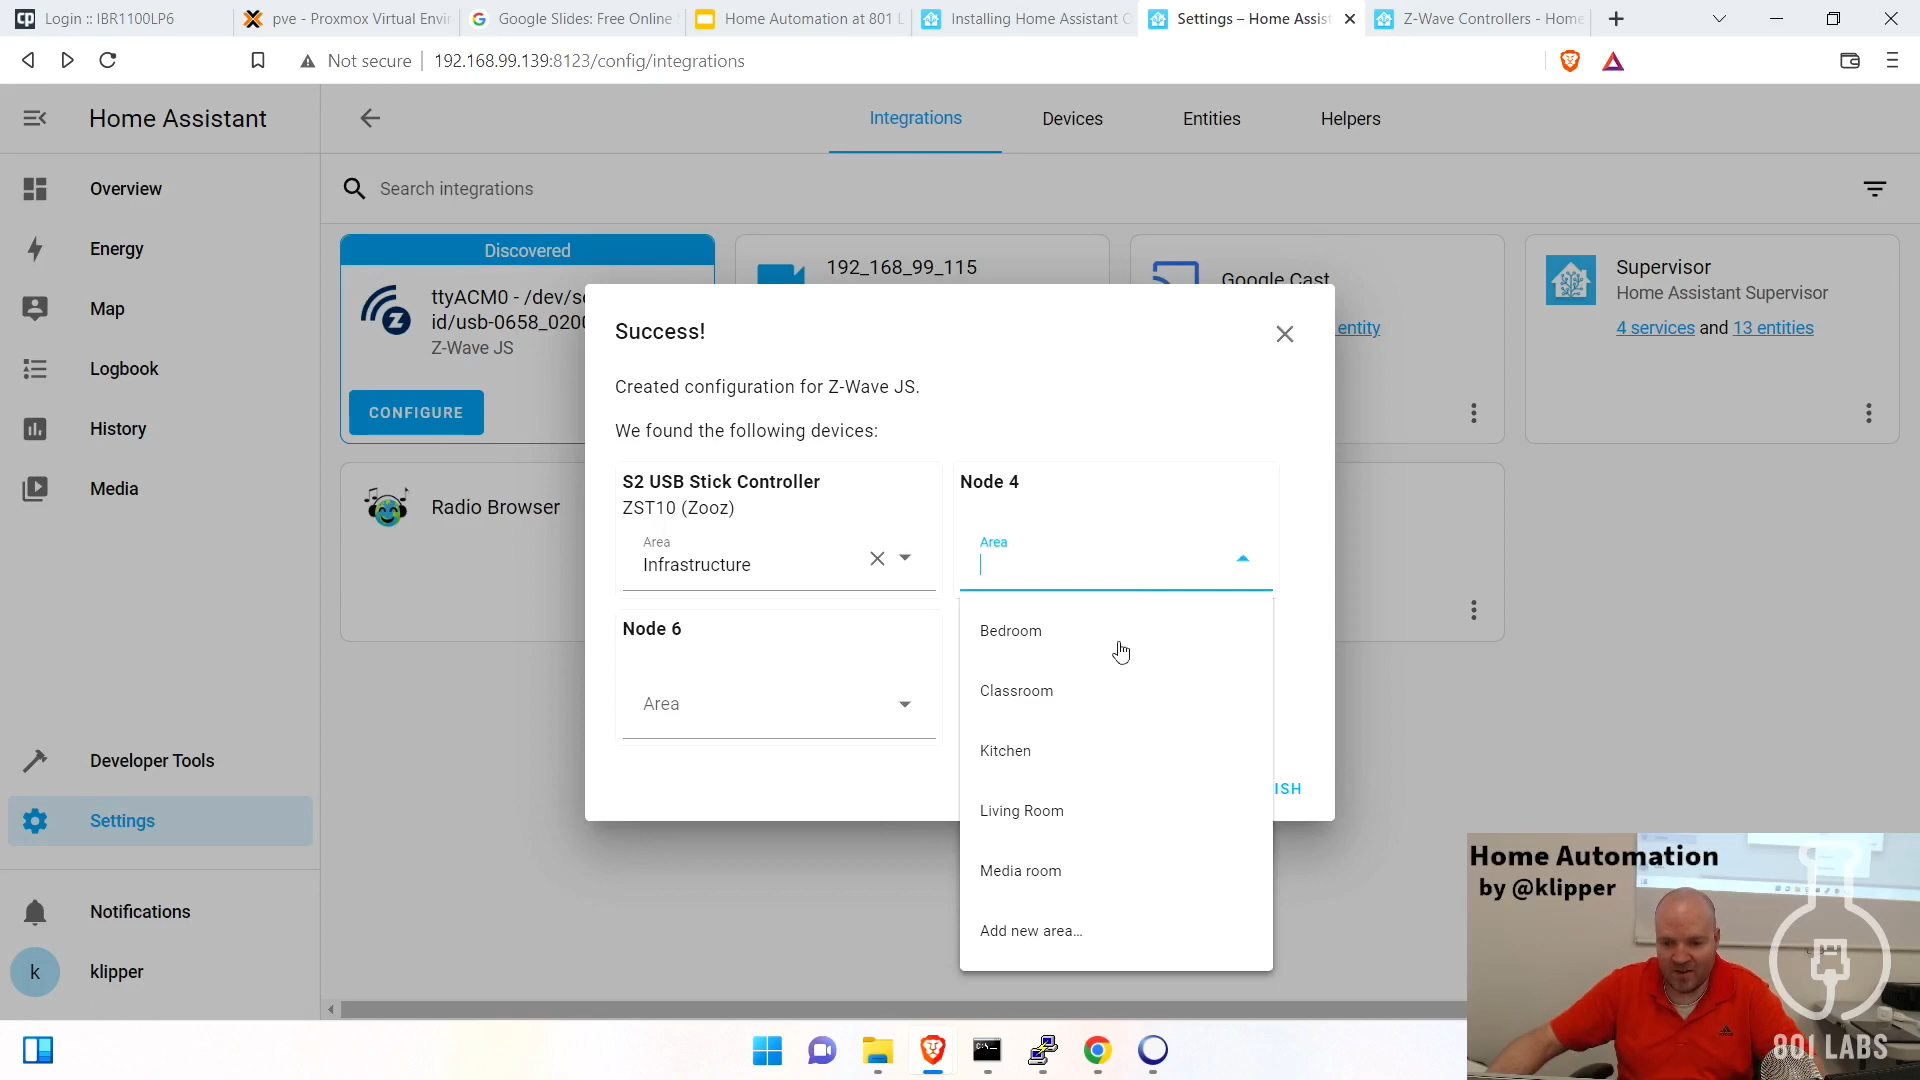 Login :: IBR1100LP6
pve - Proxmox Virtual Envir
Google Slides: Free Online
Home Automation at 801 L
Installing Home Assistant O
Settings – Home Assist
Z-Wave Controllers - Home
Not secure
192.168.99.139:8123/config/integrations
Home Assistant
Integrations
Devices
Entities
Helpers
Overview
Energy
Map
Logbook
History
Media
Developer Tools
Settings
Notifications
k
klipper
Search integrations
Discovered
ttyACM0 - /dev/se
id/usb-0658_0200
Z-Wave JS
CONFIGURE
192_168_99_115
Google Cast
entity
Supervisor
Home Assistant Supervisor
4 services and 13 entities
Radio Browser
Success!
Created configuration for Z-Wave JS.
We found the following devices:
S2 USB Stick Controller
ZST10 (Zooz)
Area
Infrastructure
Node 4
Area
Node 6
Area
Bedroom
Classroom
Kitchen
Living Room
Media room
Add new area...
ISH
Home Automation
by @klipper
801 LABS